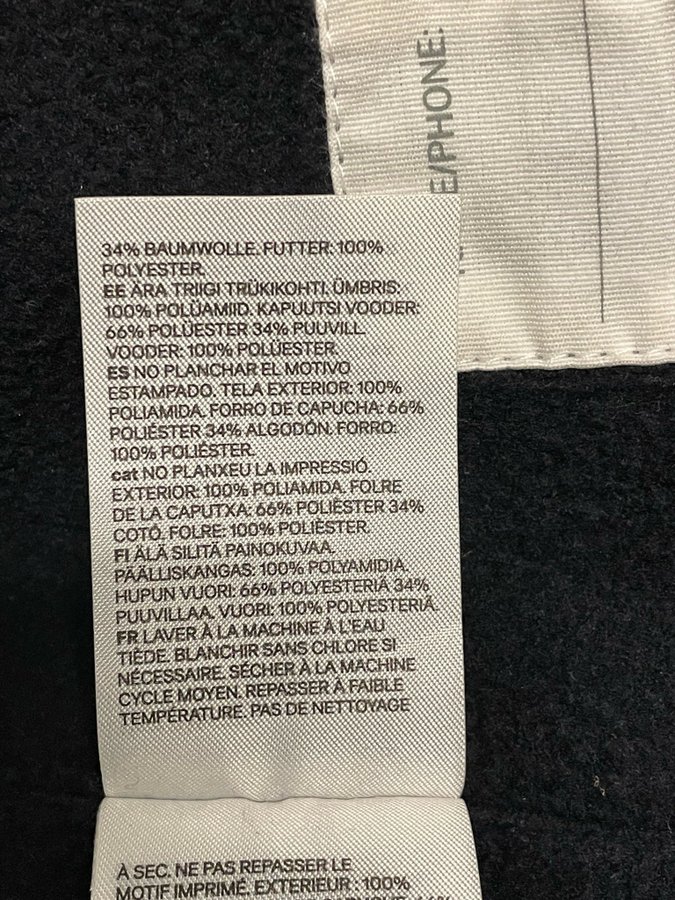 E/PHONE:
34% BAUMWOLLE. FUTTER: 100%
POLYESTER.
EE ÄRA TRIIGI TRÜKIKOHTI. ÜMBRIS:
100% POLÜAMIID. KAPUUTSI VOODER:
66% POLÜESTER 34% PUUVILL.
VOODER: 100% POLÜESTER.
ES NO PLANCHAR EL MOTIVO
ESTAMPADO. TELA EXTERIOR: 100%
POLIAMIDA. FORRO DE CAPUCHA: 66%
POLIÉSTER 34% ALGODÓN. FORRO:
100% POLIÉSTER.
cat NO PLANXEU LA IMPRESSIÓ.
EXTERIOR: 100% POLIAMIDA. FOLRE
DE LA CAPUTXA: 66% POLIÈSTER 34%
COTÓ. FOLRE: 100% POLIÈSTER.
FI ÄLÄ SILITÄ PAINOKUVAA.
PÄÄLLISKANGAS: 100% POLYAMIDIA.
HUPUN VUORI: 66% POLYESTERIÄ 34%
PUUVILLAA. VUORI: 100% POLYESTERIÄ.
FR LAVER À LA MACHINE À L'EAU
TIÈDE. BLANCHIR SANS CHLORE SI
NÉCESSAIRE. SÉCHER À LA MACHINE
CYCLE MOYEN. REPASSER À FAIBLE
TEMPÉRATURE. PAS DE NETTOYAGE
À SEC. NE PAS REPASSER LE
MOTIF IMPRIMÉ. EXTÉRIEUR : 100%